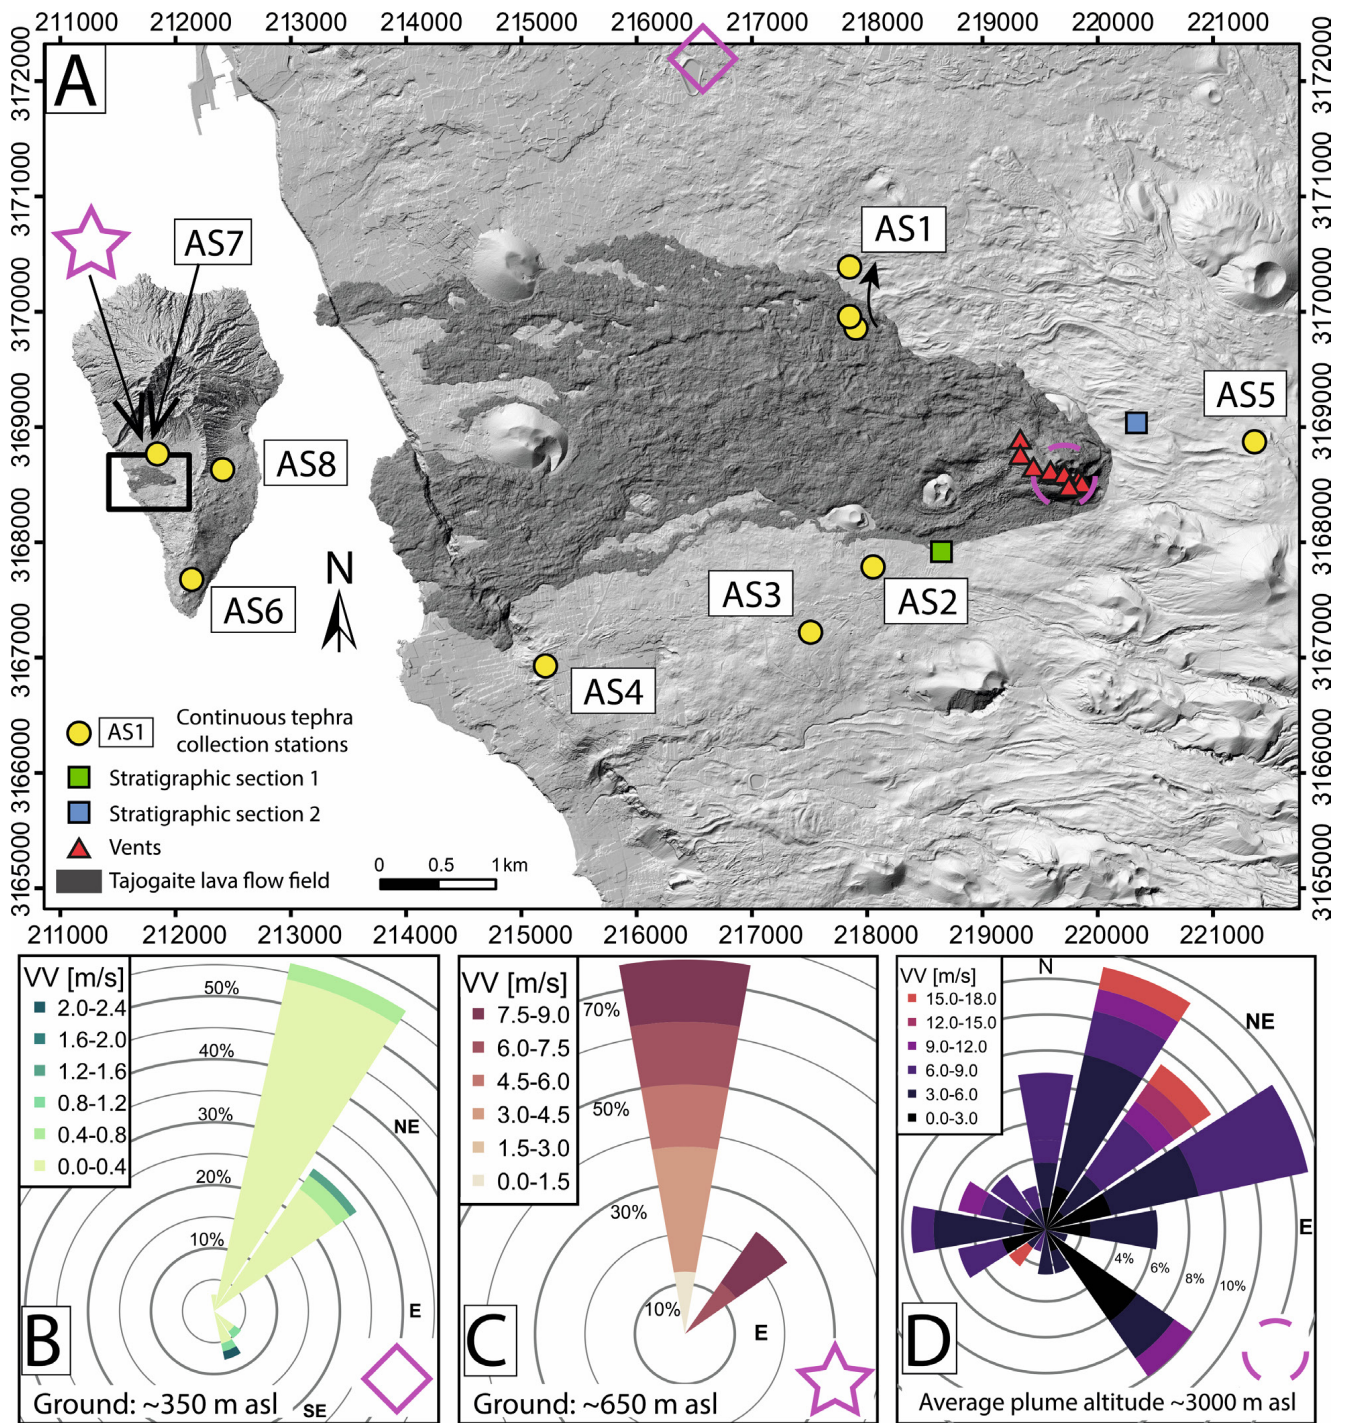 211000 212000 213000 214000 215000 216000 217000 218000 219000 220000 221000
A
3172000
3171000
3170000
3169000
3168000
3167000
3166000
3165000
3172000
3171000
3170000
3169000
3168000
3167000
3166000
3165000
AS7
AS1
AS5
AS8
AS6
N
AS3
AS2
AS4
AS1 Continuous tephra
collection stations
Stratigraphic section 1
Stratigraphic section 2
Vents
Tajogaite lava flow field
0 0.5 1 km
211000 212000 213000 214000 215000 216000 217000 218000 219000 220000 221000
VV [m/s]
2.0-2.4
1.6-2.0
1.2-1.6
0.8-1.2
0.4-0.8
0.0-0.4
50%
40%
30%
20%
10%
NE
E
SE
B
Ground: ~350 m asl
VV [m/s]
7.5-9.0
6.0-7.5
4.5-6.0
3.0-4.5
1.5-3.0
0.0-1.5
70%
50%
30%
10%
E
C
Ground: ~650 m asl
VV [m/s]
15.0-18.0
12.0-15.0
9.0-12.0
6.0-9.0
3.0-6.0
0.0-3.0
N
NE
E
4% 6% 8% 10%
D
Average plume altitude ~3000 m asl